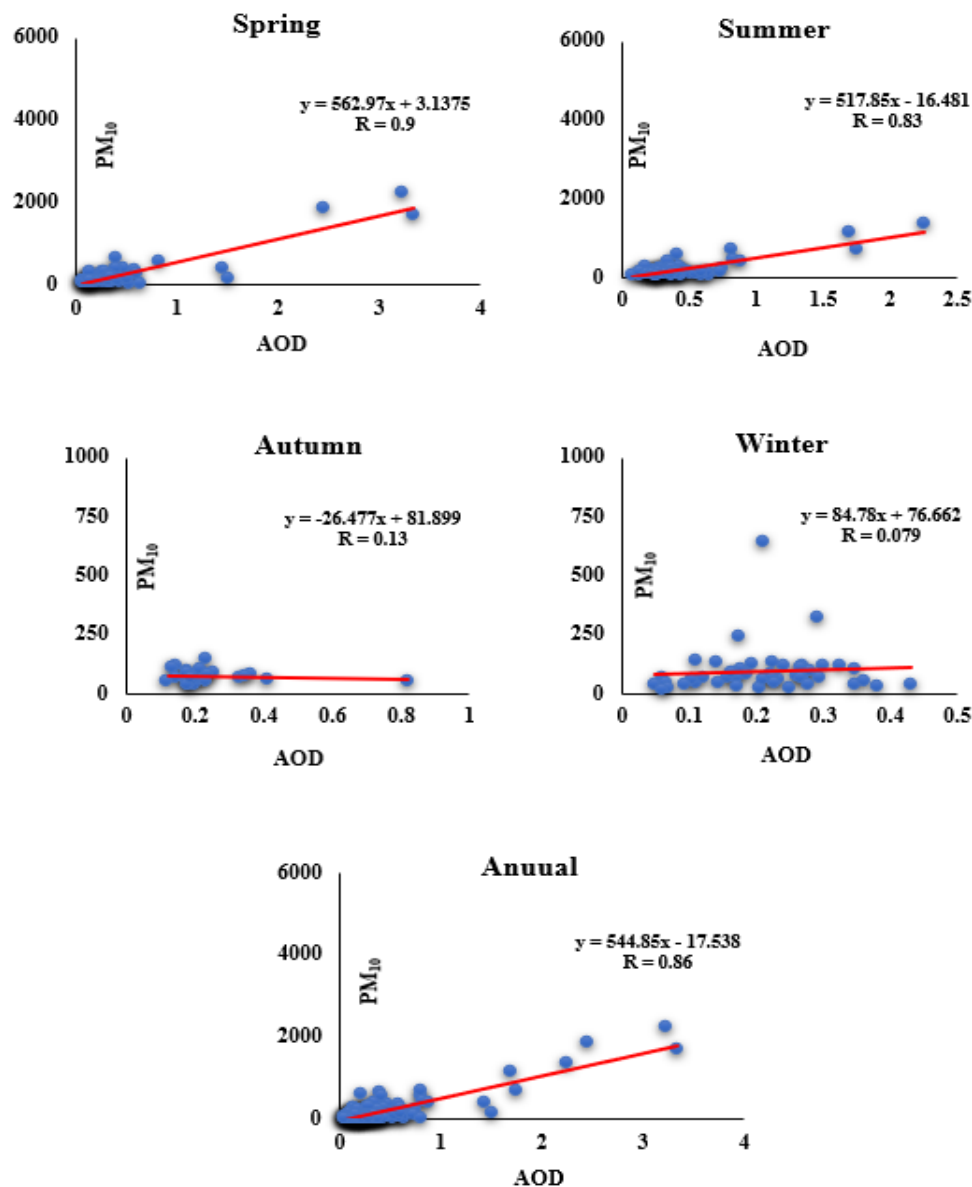 Spring
6000
4000
2000
0
PM10
y = 562.97x + 3.1375
R = 0.9
0 1 2 3 4
AOD
Summer
6000
4000
2000
0
PM10
y = 517.85x - 16.481
R = 0.83
0 0.5 1 1.5 2 2.5
AOD
Autumn
1000
750
500
250
0
PM10
y = -26.477x + 81.899
R = 0.13
0 0.2 0.4 0.6 0.8 1
AOD
Winter
1000
750
500
250
0
PM10
y = 84.78x + 76.662
R = 0.079
0 0.1 0.2 0.3 0.4 0.5
AOD
Anuual
6000
4000
2000
0
PM10
y = 544.85x - 17.538
R = 0.86
0 1 2 3 4
AOD